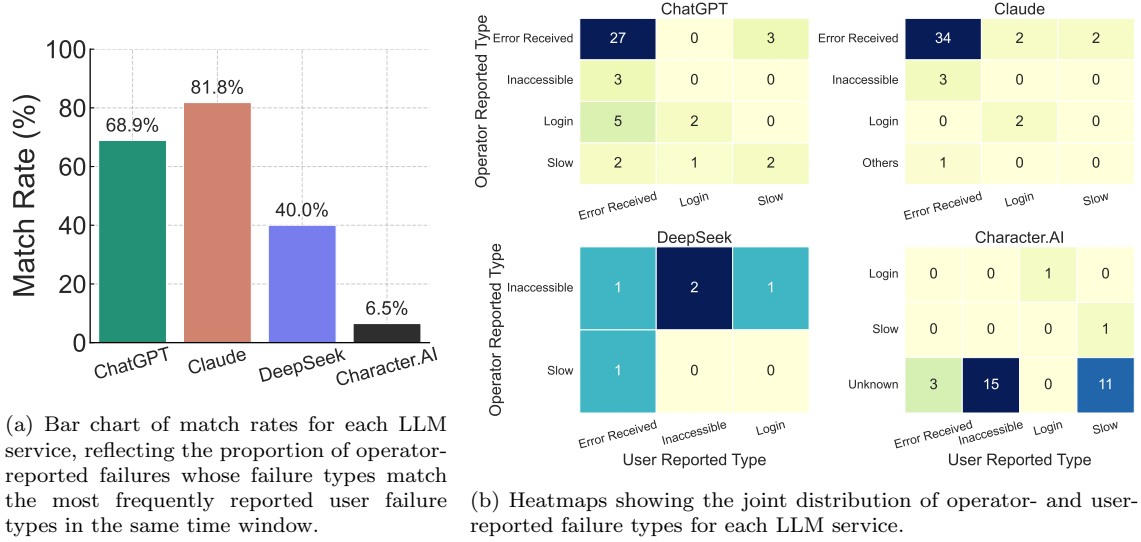 100
80
60
40
20
0
Match Rate (%)
68.9%
81.8%
40.0%
6.5%
ChatGPT
Claude
DeepSeek
Character.AI
(a) Bar chart of match rates for each LLM
service, reflecting the proportion of operator-
reported failures whose failure types match
the most frequently reported user failure
types in the same time window.
ChatGPT
Operator Reported Type
Error Received 27 0 3
Inaccessible 3 0 0
Login 5 2 0
Slow 2 1 2
Error Received Login Slow
Claude
Error Received 34 2 2
Inaccessible 3 0 0
Login 0 2 0
Others 1 0 0
Error Received Login Slow
DeepSeek
Operator Reported Type
Inaccessible 1 2 1
Slow 1 0 0
Error Received Inaccessible Login
User Reported Type
Character.AI
Login 0 0 1 0
Slow 0 0 0 1
Unknown 3 15 0 11
Error Received Inaccessible Login Slow
User Reported Type
(b) Heatmaps showing the joint distribution of operator- and user-
reported failure types for each LLM service.